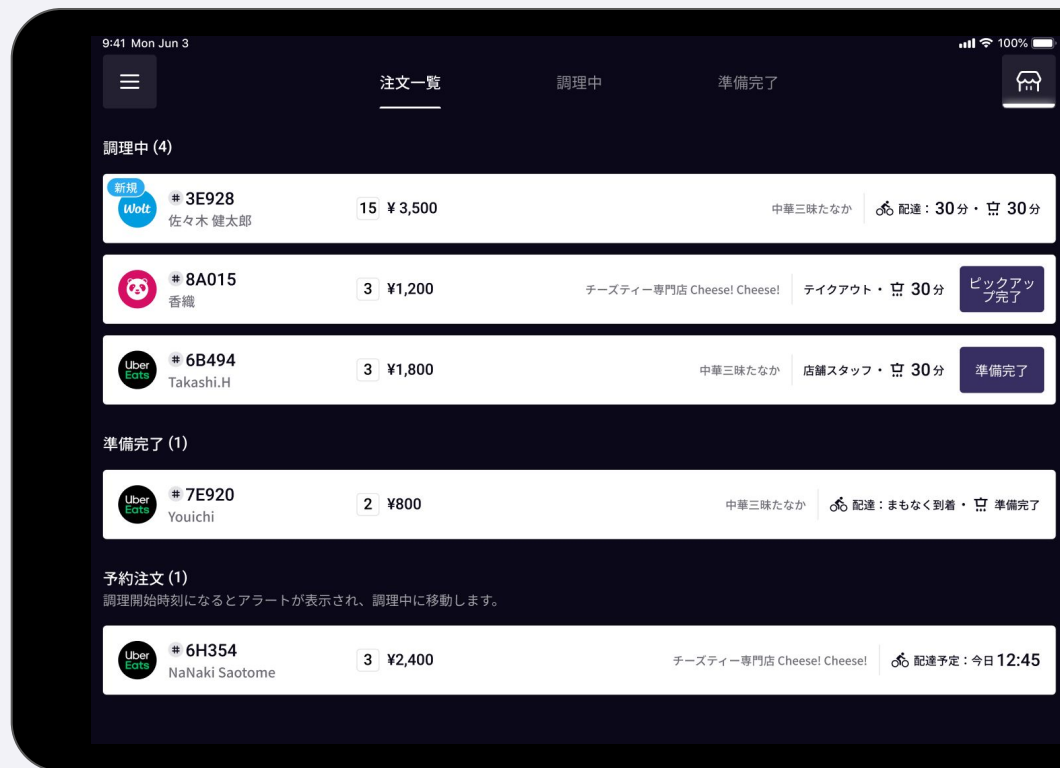 9:41 Mon Jun 3 100%
注文一覧 調理中 準備完了
調理中 (4)
新規
Wolt
# 3E928
佐々木 健太郎
15 ¥ 3,500
中華三昧たなか 配達：30分・ 30分
# 8A015
香織
3 ¥1,200
チーズティー専門店 Cheese! Cheese! テイクアウト・ 30分
ピックアッ
プ完了
Uber
Eats
# 6B494
Takashi.H
3 ¥1,800
中華三昧たなか 店舗スタッフ・ 30分
準備完了
準備完了 (1)
Uber
Eats
# 7E920
Youichi
2 ¥800
中華三昧たなか 配達：まもなく到着・ 準備完了
予約注文 (1)
調理開始時刻になるとアラートが表示され、調理中に移動します。
Uber
Eats
# 6H354
NaNaki Saotome
3 ¥2,400
チーズティー専門店 Cheese! Cheese! 配達予定：今日12:45